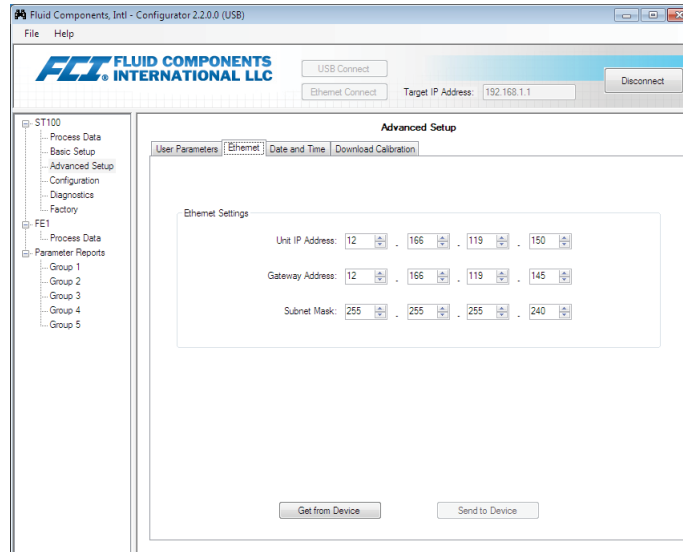 Fluid Components, Intl - Configurator 2.2.0.0 (USB)
File Help
FCI FLUID COMPONENTS
® INTERNATIONAL LLC
USB Connect
Ethernet Connect Target IP Address: 192.168.1.1
Disconnect
ST100
Process Data
Basic Setup
Advanced Setup
Configuration
Diagnostics
Factory
FE1
Process Data
Parameter Reports
Group 1
Group 2
Group 3
Group 4
Group 5
Advanced Setup
User Parameters Ethernet Date and Time Download Calibration
Ethernet Settings
Unit IP Address: 12 . 166 . 119 . 150
Gateway Address: 12 . 166 . 119 . 145
Subnet Mask: 255 . 255 . 255 . 240
Get from Device Send to Device